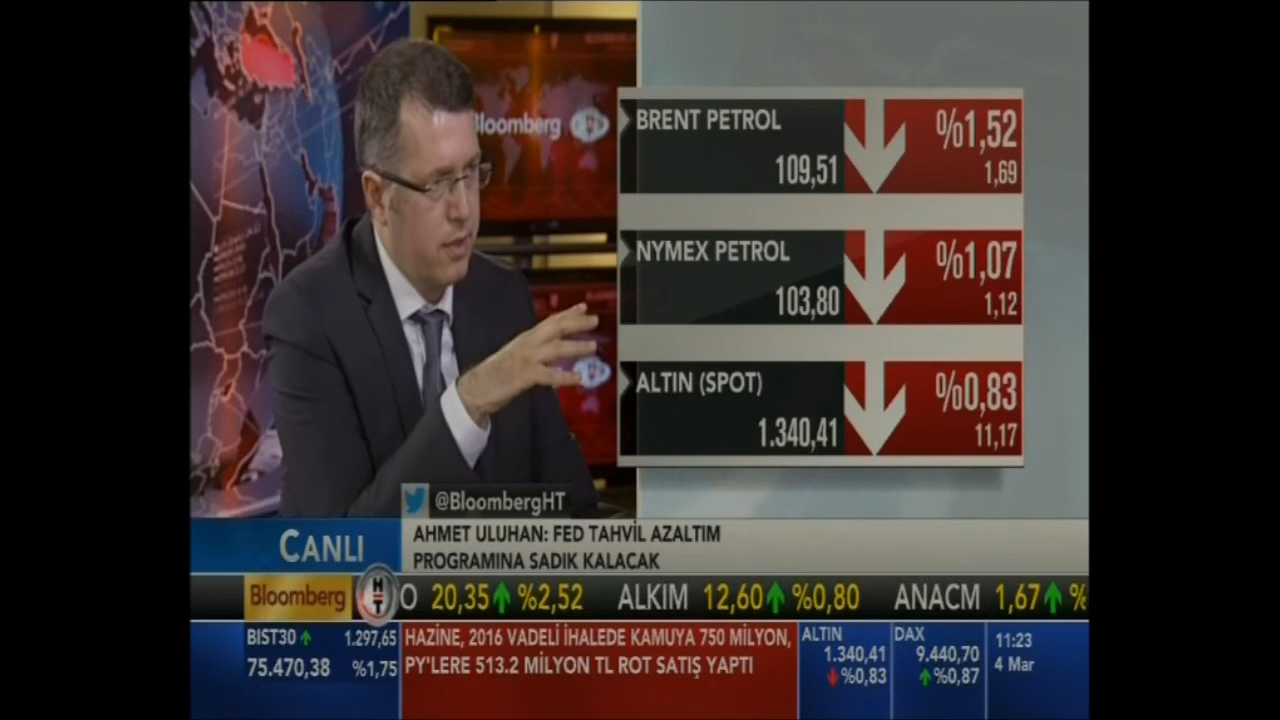 Bloomberg
BRENT PETROL
109,51
%1,52
1,69
NYMEX PETROL
103,80
%1,07
1,12
ALTIN (SPOT)
1.340,41
%0,83
11,17
@BloombergHT
CANLI
AHMET ULUHAN: FED TAHVİL AZALTIM
PROGRAMINA SADIK KALACAK
Bloomberg HT
O 20,35 %2,52 ALKIM 12,60 %0,80 ANACM 1,67 %
BIST30 1.297,65
75.470,38 %1,75
HAZİNE, 2016 VADELİ İHALEDE KAMUYA 750 MİLYON,
PY'LERE 513.2 MİLYON TL ROT SATIŞ YAPTI
ALTIN
1.340,41
%0,83
DAX
9.440,70
%0,87
11:23
4 Mar